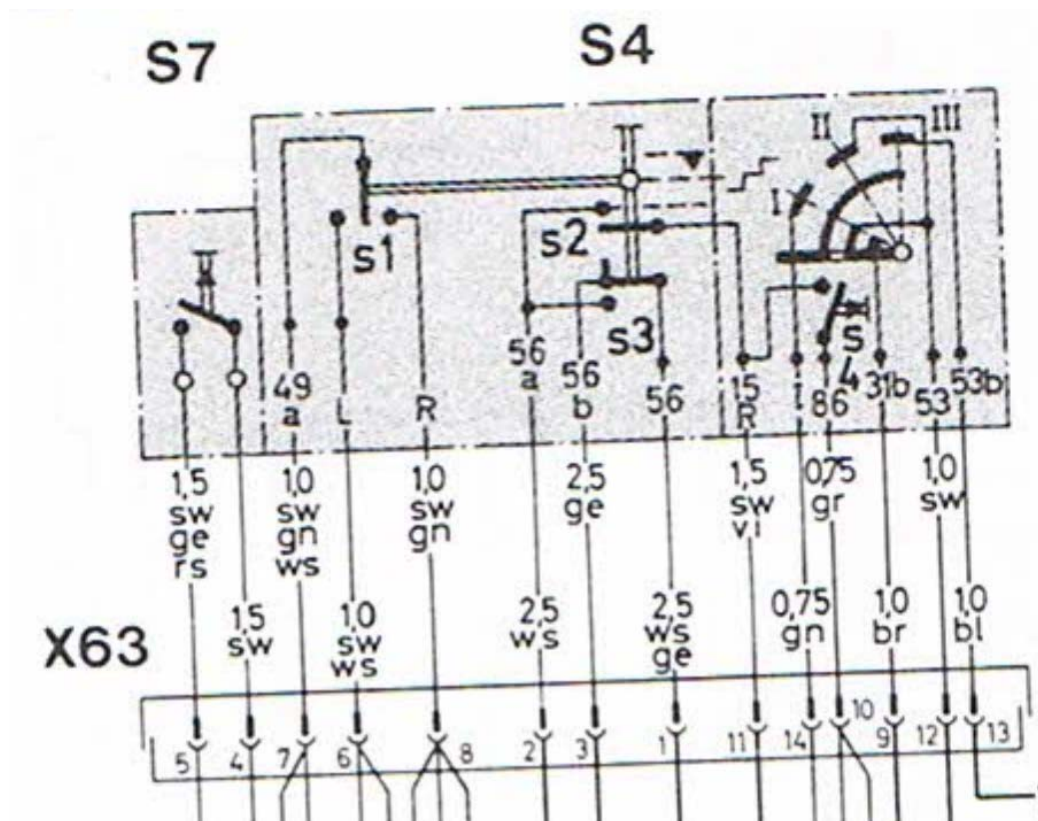 S7
S4
II
III
I
s1
s2
s3
S
49
a
L
R
56
a
56
b
56
15
R
I
86
4
31b
53
53b
1,5
sw
ge
rs
1,0
sw
gn
ws
1,0
sw
gn
2,5
ge
1,5
sw
vi
0,75
gr
1,0
sw
1,5
sw
1,0
sw
ws
2,5
ws
2,5
ws
ge
0,75
gn
1,0
br
1,0
bl
X63
5
4
7
6
8
2
3
1
11
14
10
9
12
13